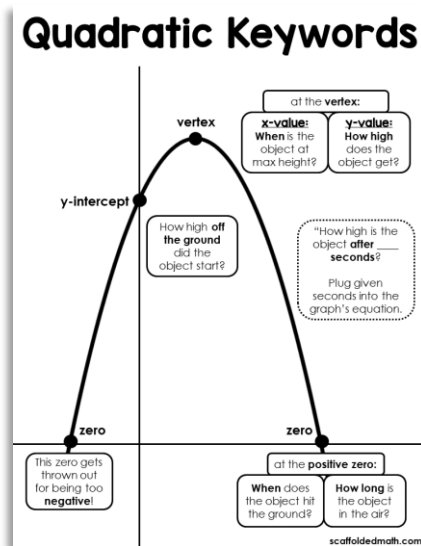 Quadratic Keywords
at the vertex:
vertex
x-value:
When is the
object at
max height?
y-value:
How high
does the
object get?
y-intercept
How high off
the ground
did the
object start?
"How high is the
object after ____
seconds?
Plug given
seconds into the
graph's equation.
zero
zero
This zero gets
thrown out
for being too
negative!
at the positive zero:
When does
the object hit
the ground?
How long is
the object
in the air?
scaffoldedmath.com